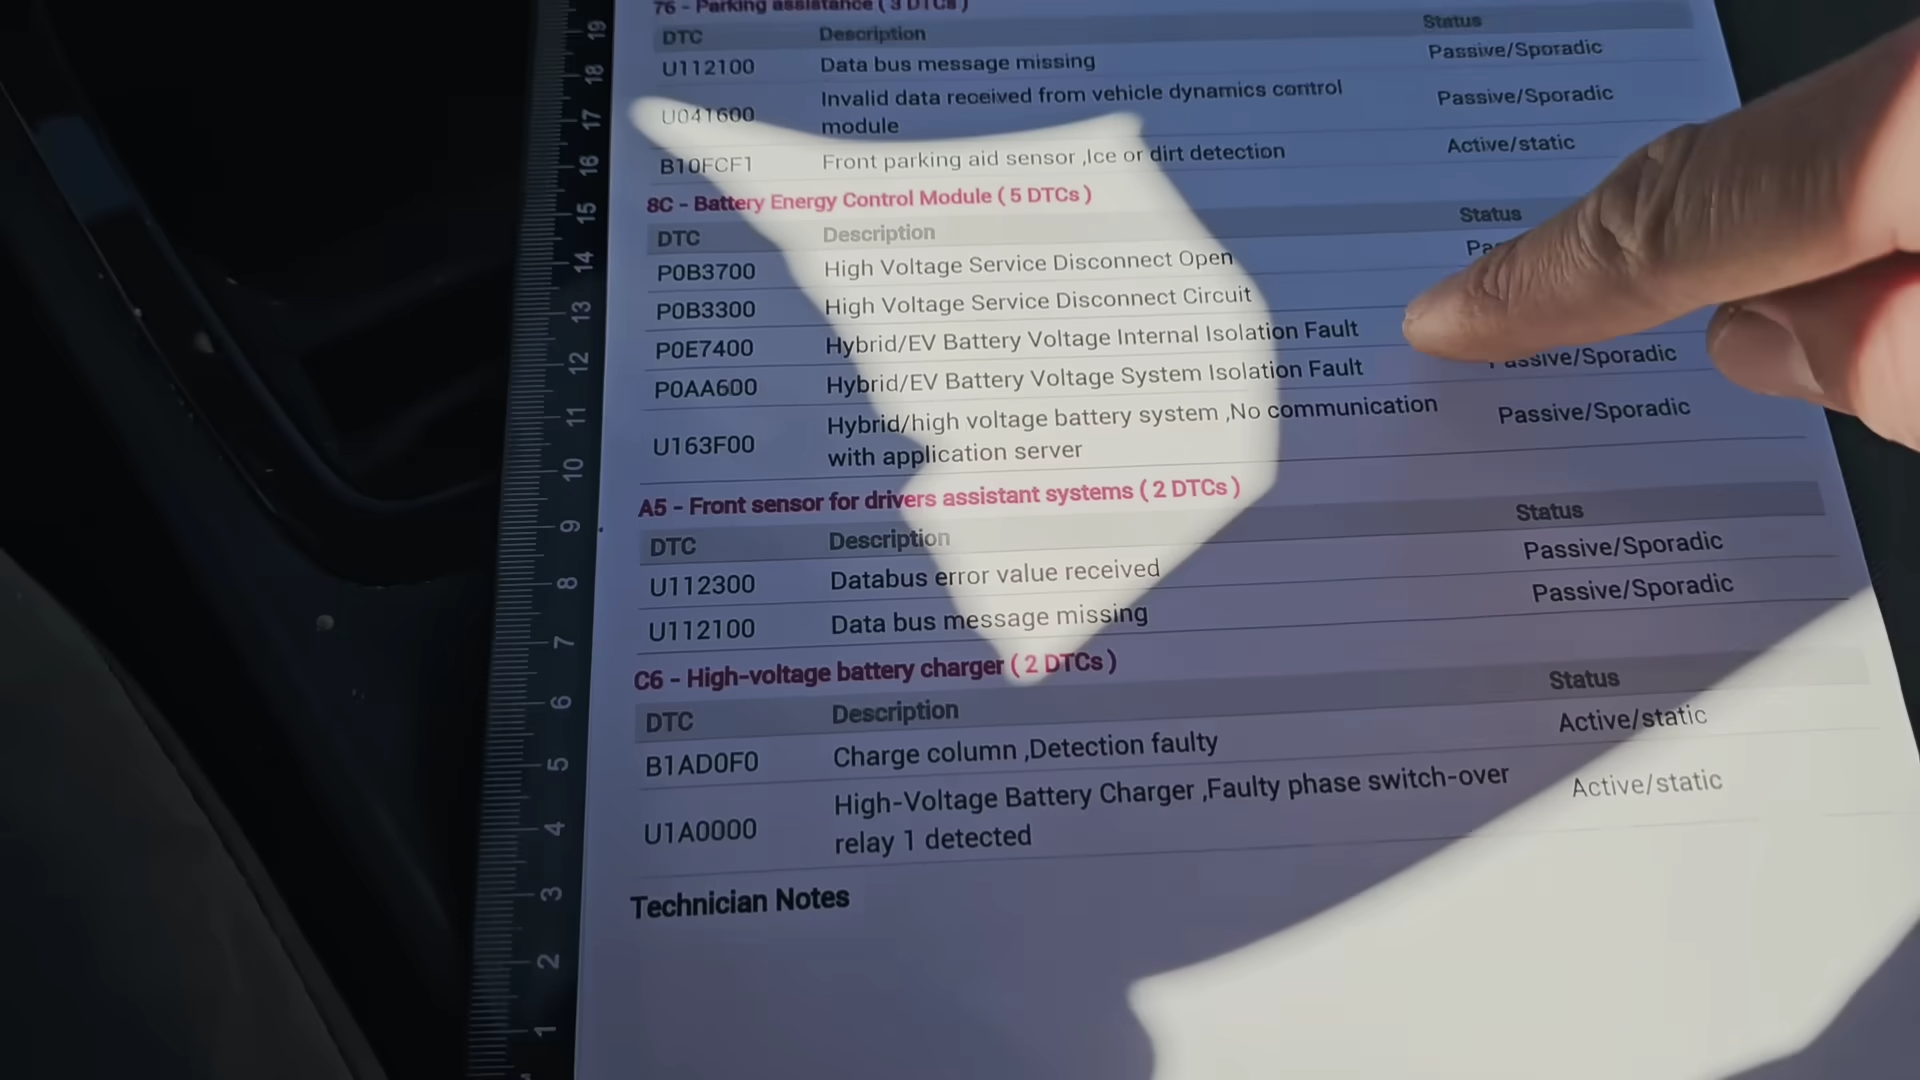 76 - Parking assistance ( 3 DTCs )
DTC Description Status
U112100 Data bus message missing Passive/Sporadic
U041600 Invalid data received from vehicle dynamics control module Passive/Sporadic
B10FCF1 Front parking aid sensor ,Ice or dirt detection Active/static
8C - Battery Energy Control Module ( 5 DTCs )
DTC Description Status
P0B3700 High Voltage Service Disconnect Open
P0B3300 High Voltage Service Disconnect Circuit
P0E7400 Hybrid/EV Battery Voltage Internal Isolation Fault
P0AA600 Hybrid/EV Battery Voltage System Isolation Fault Passive/Sporadic
U163F00 Hybrid/high voltage battery system ,No communication with application server Passive/Sporadic
A5 - Front sensor for drivers assistant systems ( 2 DTCs )
DTC Description Status
U112300 Databus error value received Passive/Sporadic
U112100 Data bus message missing Passive/Sporadic
C6 - High-voltage battery charger ( 2 DTCs )
DTC Description Status
B1AD0F0 Charge column ,Detection faulty Active/static
U1A0000 High-Voltage Battery Charger ,Faulty phase switch-over relay 1 detected Active/static
Technician Notes
19
18
17
16
15
14
13
12
11
10
9
8
7
6
5
4
3
2
1